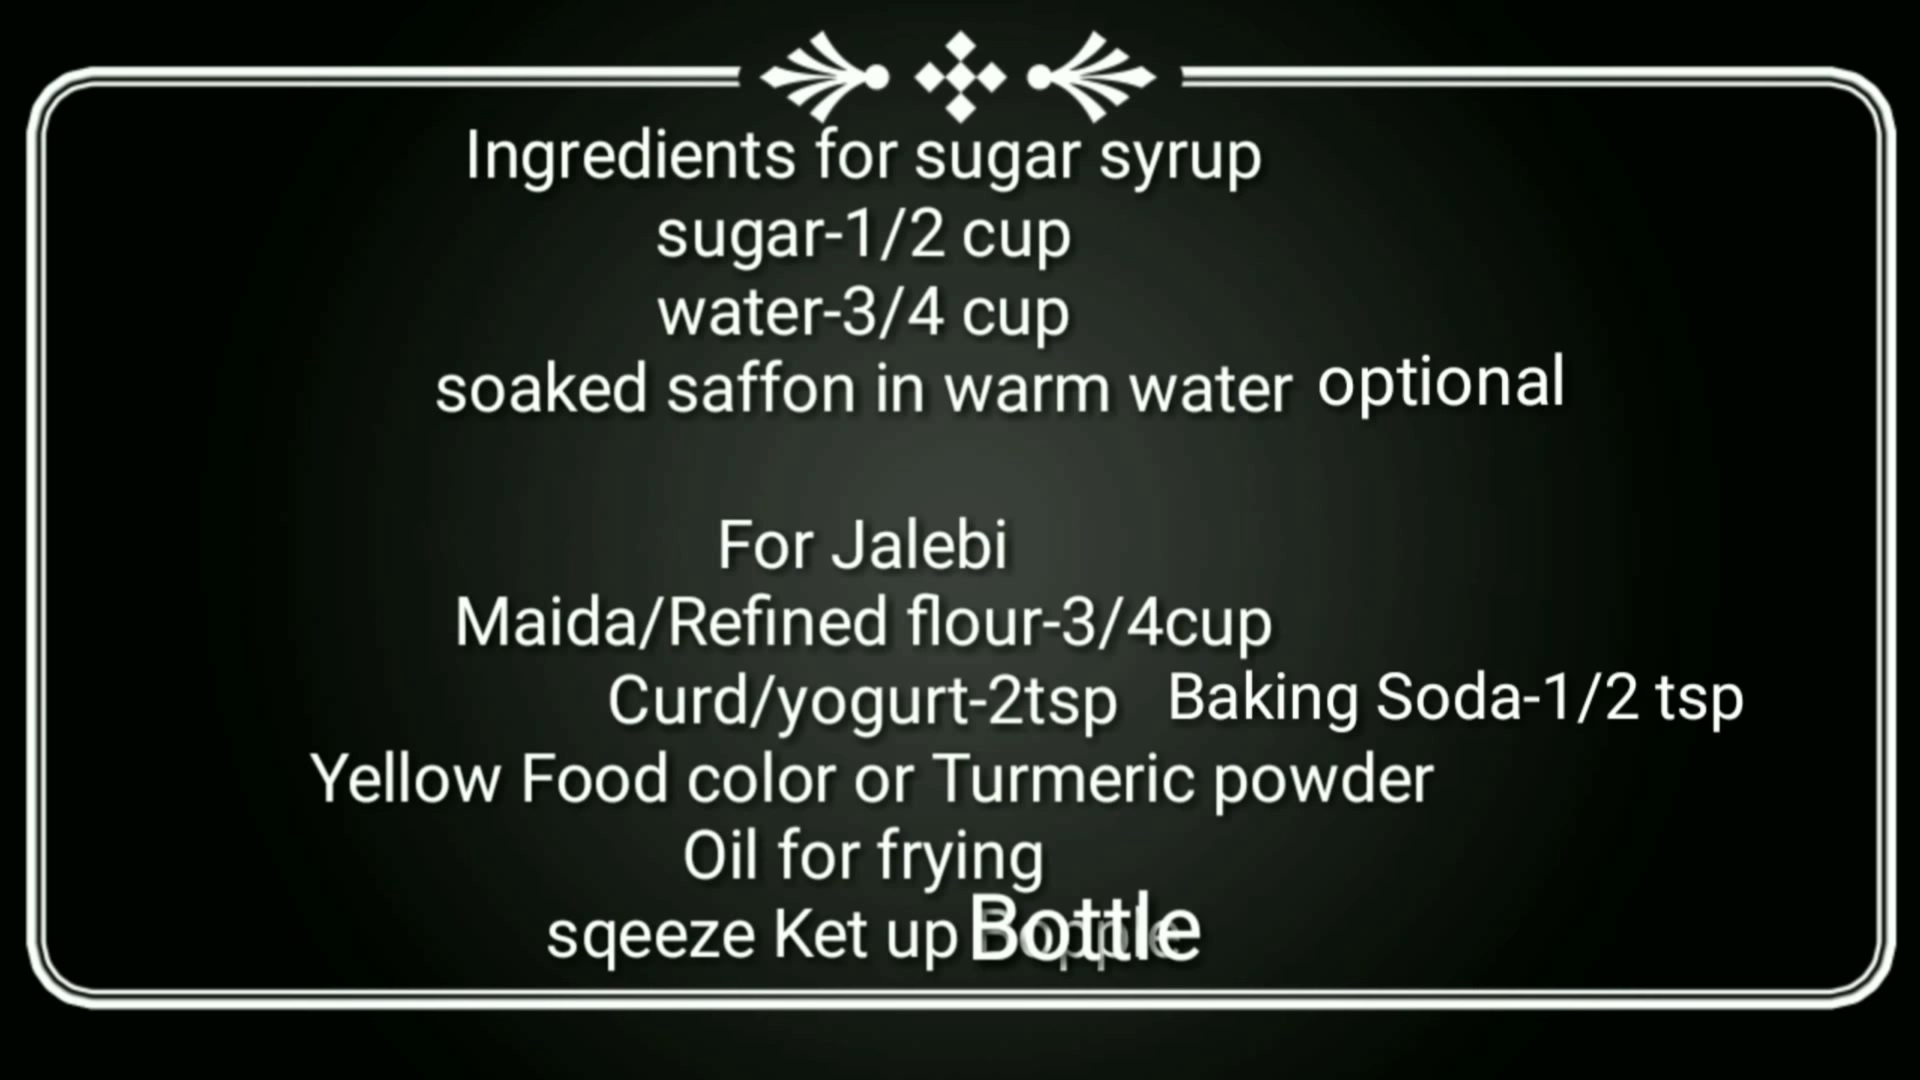 Ingredients for sugar syrup
sugar-1/2 cup
water-3/4 cup
soaked saffon in warm water optional
For Jalebi
Maida/Refined flour-3/4cup
Curd/yogurt-2tsp Baking Soda-1/2 tsp
Yellow Food color or Turmeric powder
Oil for frying
sqeeze Ket up Bottle